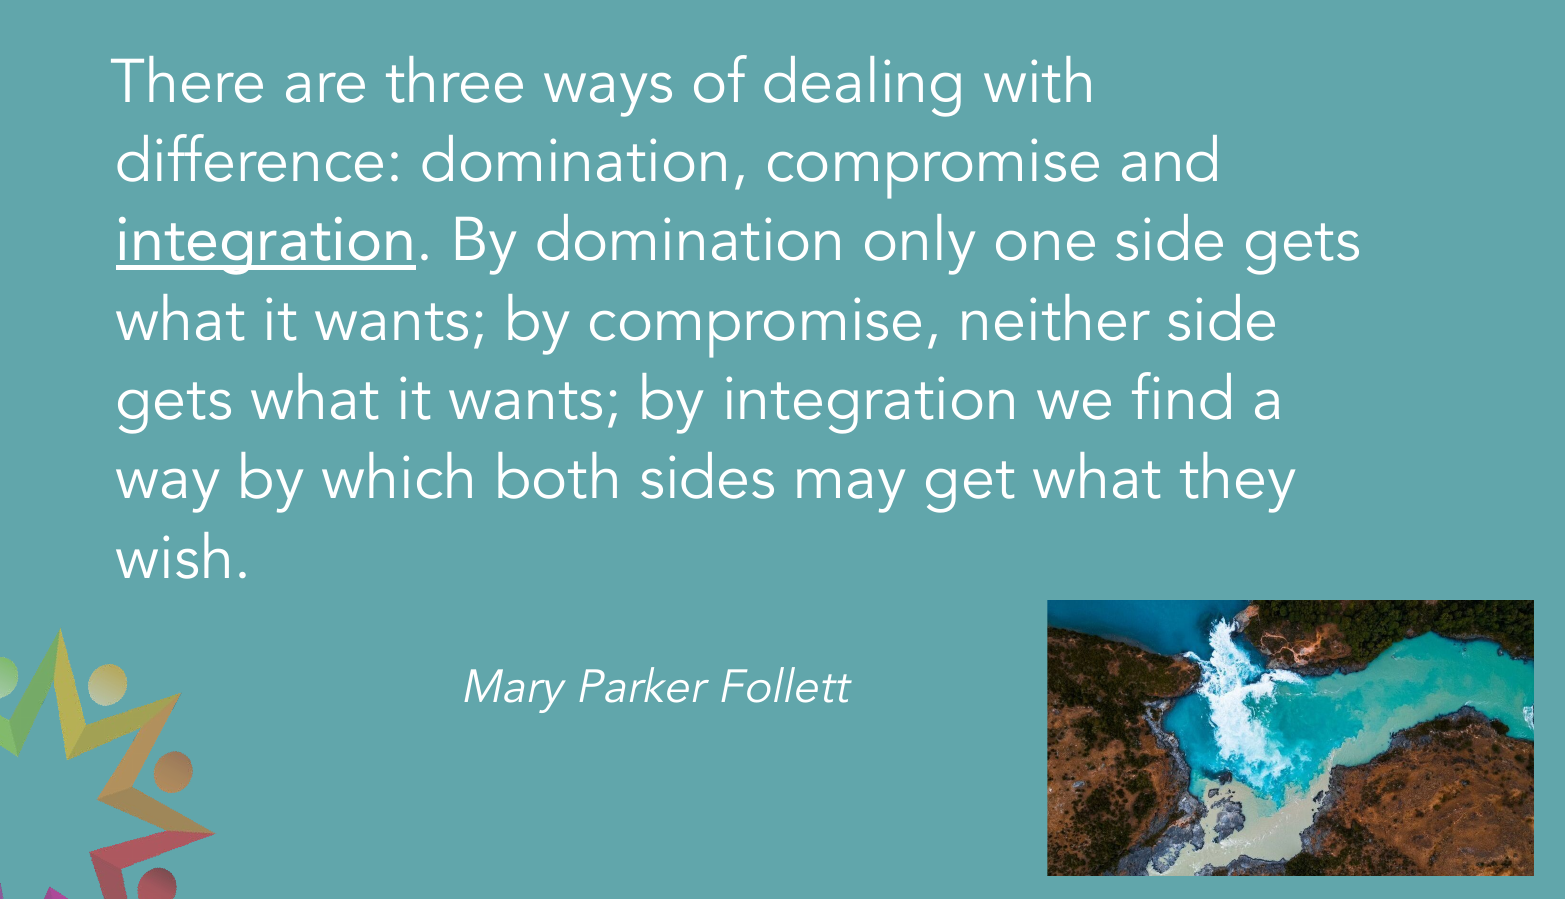 There are three ways of dealing with
difference: domination, compromise and
integration. By domination only one side gets
what it wants; by compromise, neither side
gets what it wants; by integration we find a
way by which both sides may get what they
wish.
Mary Parker Follett